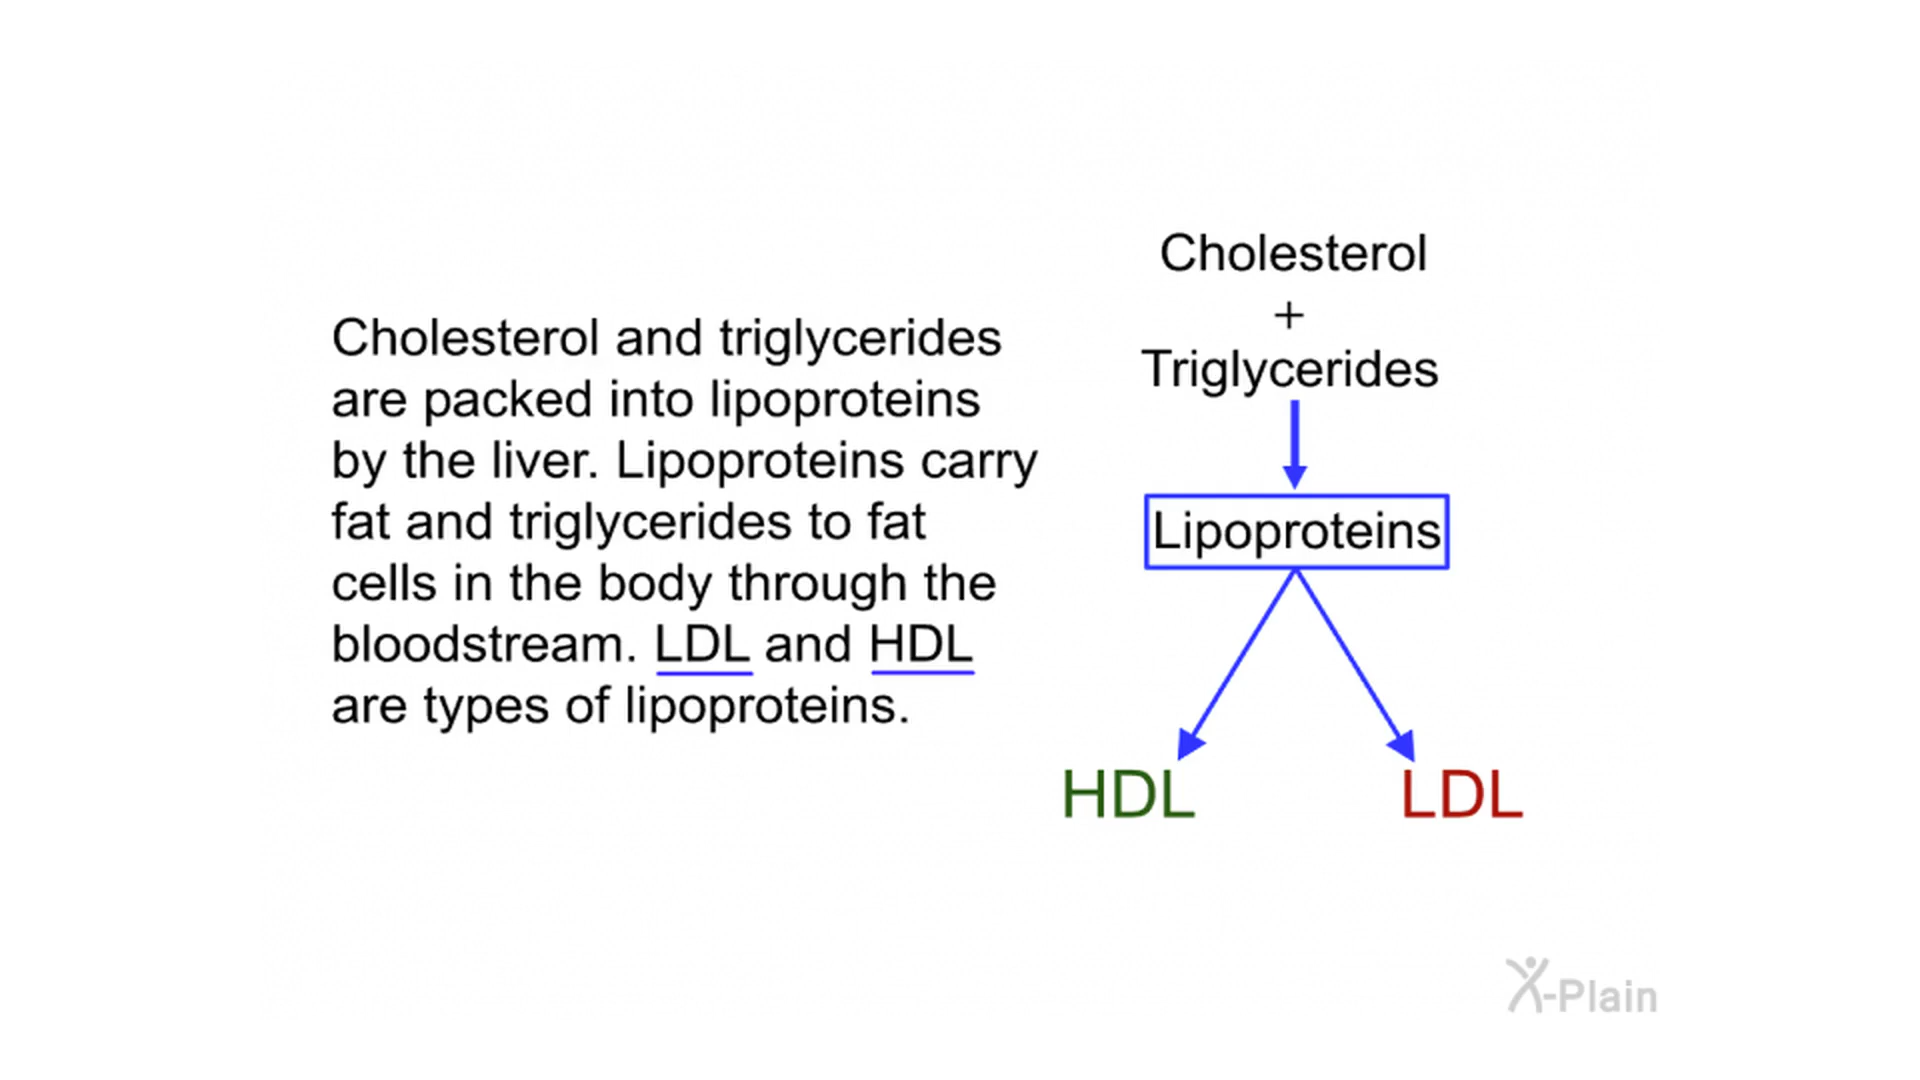 Cholesterol and triglycerides
are packed into lipoproteins
by the liver. Lipoproteins carry
fat and triglycerides to fat
cells in the body through the
bloodstream. LDL and HDL
are types of lipoproteins.
Cholesterol
+
Triglycerides
Lipoproteins
HDL
LDL
X-Plain